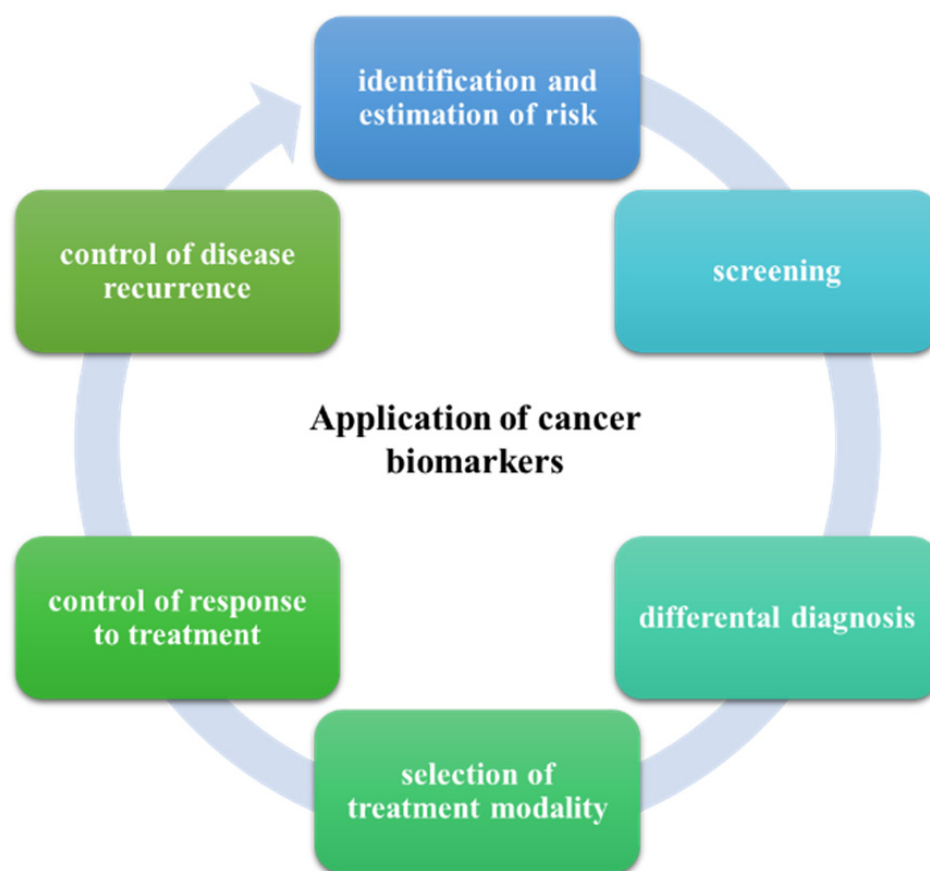 identification and
estimation of risk
screening
differental diagnosis
selection of
treatment modality
control of response
to treatment
control of disease
recurrence
Application of cancer
biomarkers